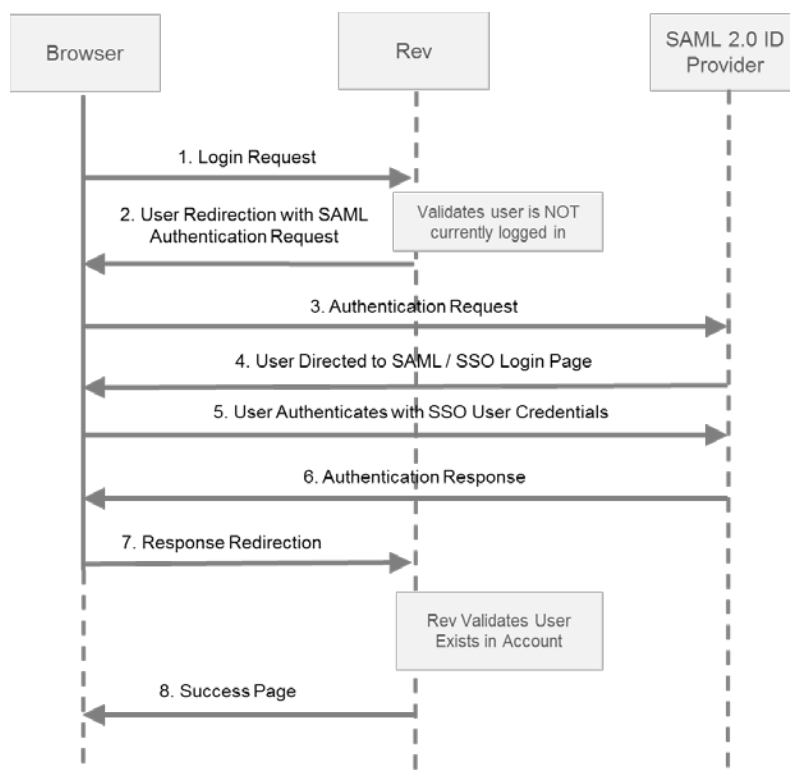 Browser
Rev
SAML 2.0 ID
Provider
1. Login Request
2. User Redirection with SAML
Authentication Request
Validates user is NOT
currently logged in
3. Authentication Request
4. User Directed to SAML / SSO Login Page
5. User Authenticates with SSO User Credentials
6. Authentication Response
7. Response Redirection
Rev Validates User
Exists in Account
8. Success Page